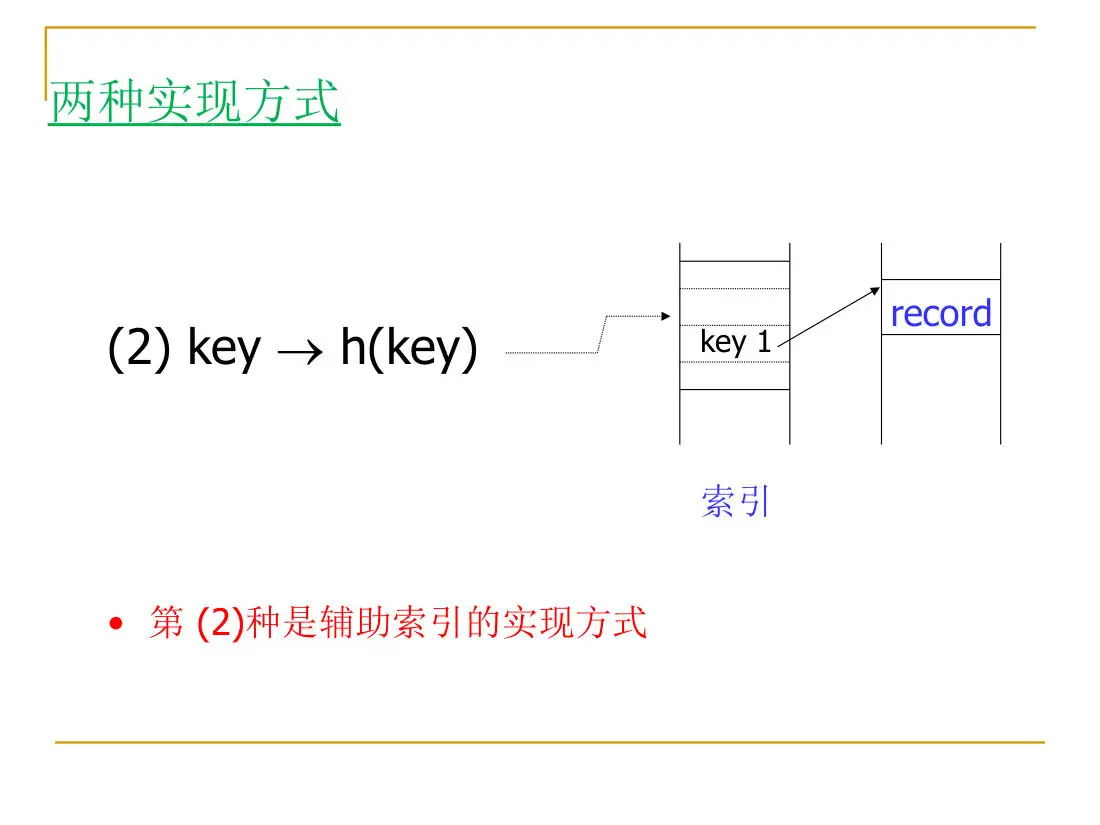 两种实现方式
(2) key → h(key)
key 1
record
索引
• 第 (2)种是辅助索引的实现方式